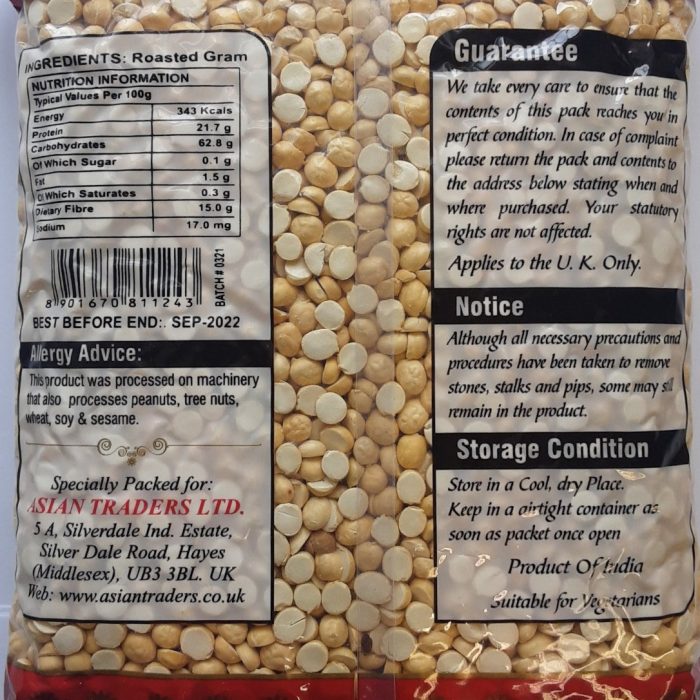 INGREDIENTS: Roasted Gram
NUTRITION INFORMATION
Typical Values Per 100g
Energy 343 Kcals
Protein 21.7 g
Carbohydrates 62.8 g
Of Which Sugar 0.1 g
Fat 1.5 g
Of Which Saturates 0.3 g
Dietary Fibre 15.0 g
Sodium 17.0 mg
8 901670 811243
BATCH # 0321
BEST BEFORE END:. SEP-2022
Allergy Advice:
This product was processed on machinery
that also processes peanuts, tree nuts,
wheat, soy & sesame.
Specially Packed for:
ASIAN TRADERS LTD.
5 A, Silverdale Ind. Estate,
Silver Dale Road, Hayes
(Middlesex), UB3 3BL. UK
Web: www.asiantraders.co.uk
Guarantee
We take every care to ensure that the
contents of this pack reaches you in
perfect condition. In case of complaint
please return the pack and contents to
the address below stating when and
where purchased. Your statutory
rights are not affected.
Applies to the U. K. Only.
Notice
Although all necessary precautions and
procedures have been taken to remove
stones, stalks and pips, some may still
remain in the product.
Storage Condition
Store in a Cool, dry Place.
Keep in a airtight container as
soon as packet once open
Product Of India
Suitable for Vegetarians